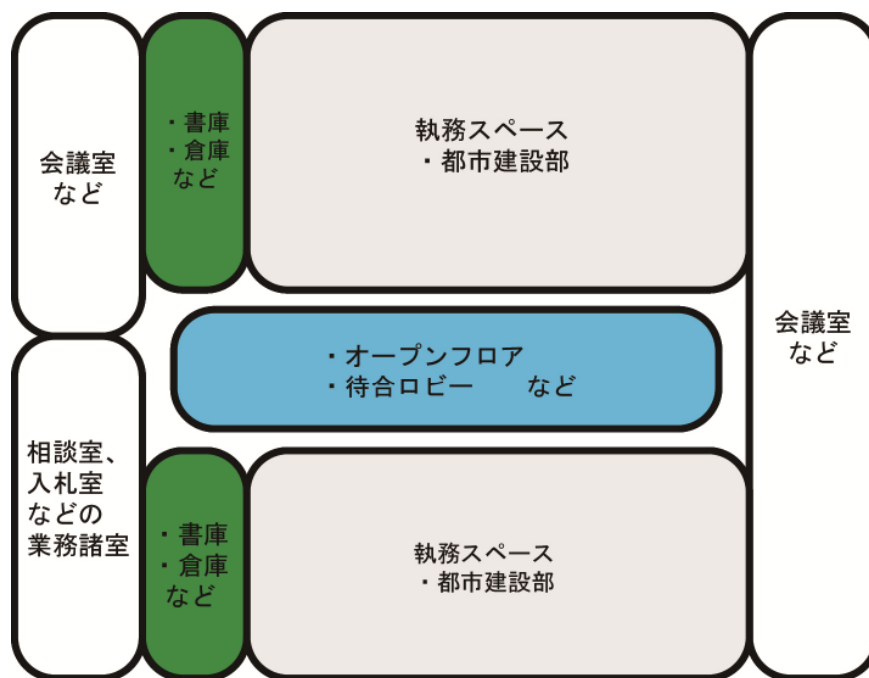 会議室
など
・書庫
・倉庫
など
執務スペース
・都市建設部
会議室
など
・オープンフロア
・待合ロビー　　など
相談室、
入札室
などの
業務諸室
・書庫
・倉庫
など
執務スペース
・都市建設部